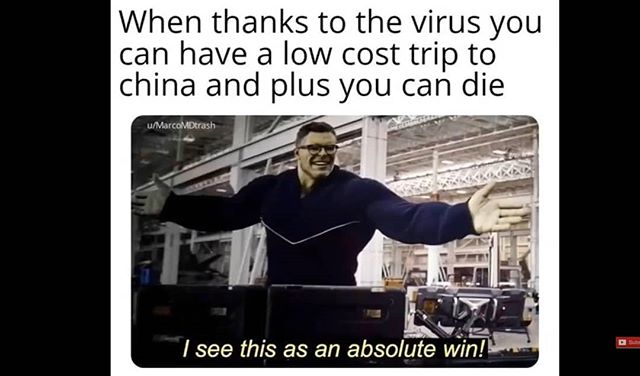 When thanks to the virus you
can have a low cost trip to
china and plus you can die
u/MarcoMDtrash
I see this as an absolute win!